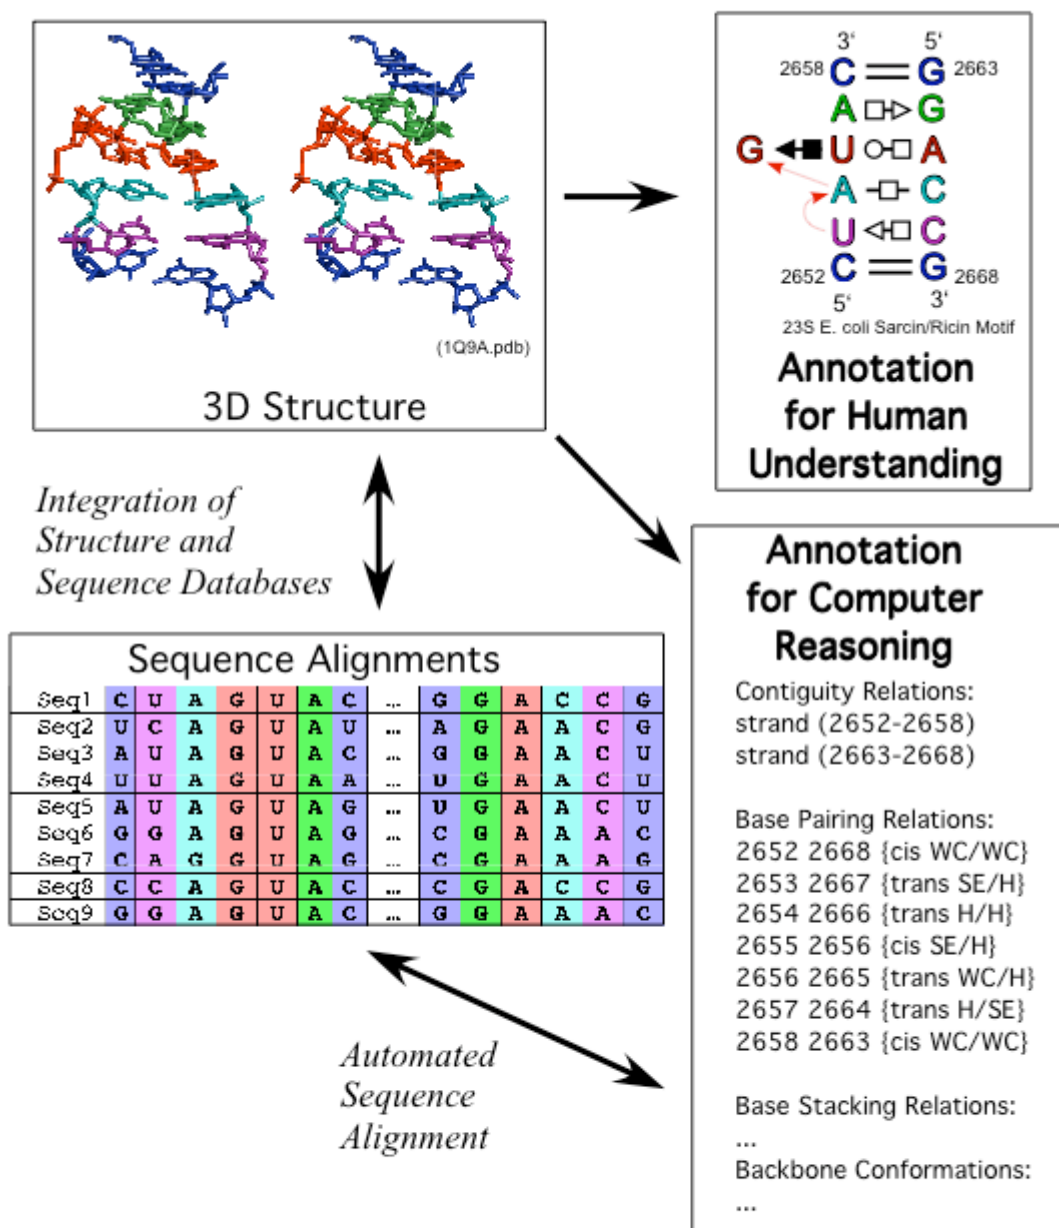 (1Q9A.pdb)
3D Structure
3' 5'
2658 C G 2663
A G
G U A
A C
U C
2652 C G 2668
5' 3'
23S E. coli Sarcin/Ricin Motif
Annotation
for Human
Understanding
Integration of
Structure and
Sequence Databases
Sequence Alignments
Seq1 C U A G U A C ... G G A C C G
Seq2 U C A G U A U ... A G A A C G
Seq3 A U A G U A C ... G G A A C U
Seq4 U U A G U A A ... U G A A C U
Seq5 A U A G U A G ... U G A A C U
Seq6 G G A G U A G ... C G A A A C
Seq7 C A G G U A G ... C G A A A G
Seq8 C C A G U A C ... C G A C C G
Seq9 G G A G U A C ... G G A A A C
Automated
Sequence
Alignment
Annotation
for Computer
Reasoning
Contiguity Relations:
strand (2652-2658)
strand (2663-2668)
Base Pairing Relations:
2652 2668 {cis WC/WC}
2653 2667 {trans SE/H}
2654 2666 {trans H/H}
2655 2656 {cis SE/H}
2656 2665 {trans WC/H}
2657 2664 {trans H/SE}
2658 2663 {cis WC/WC}
Base Stacking Relations:
...
Backbone Conformations:
...